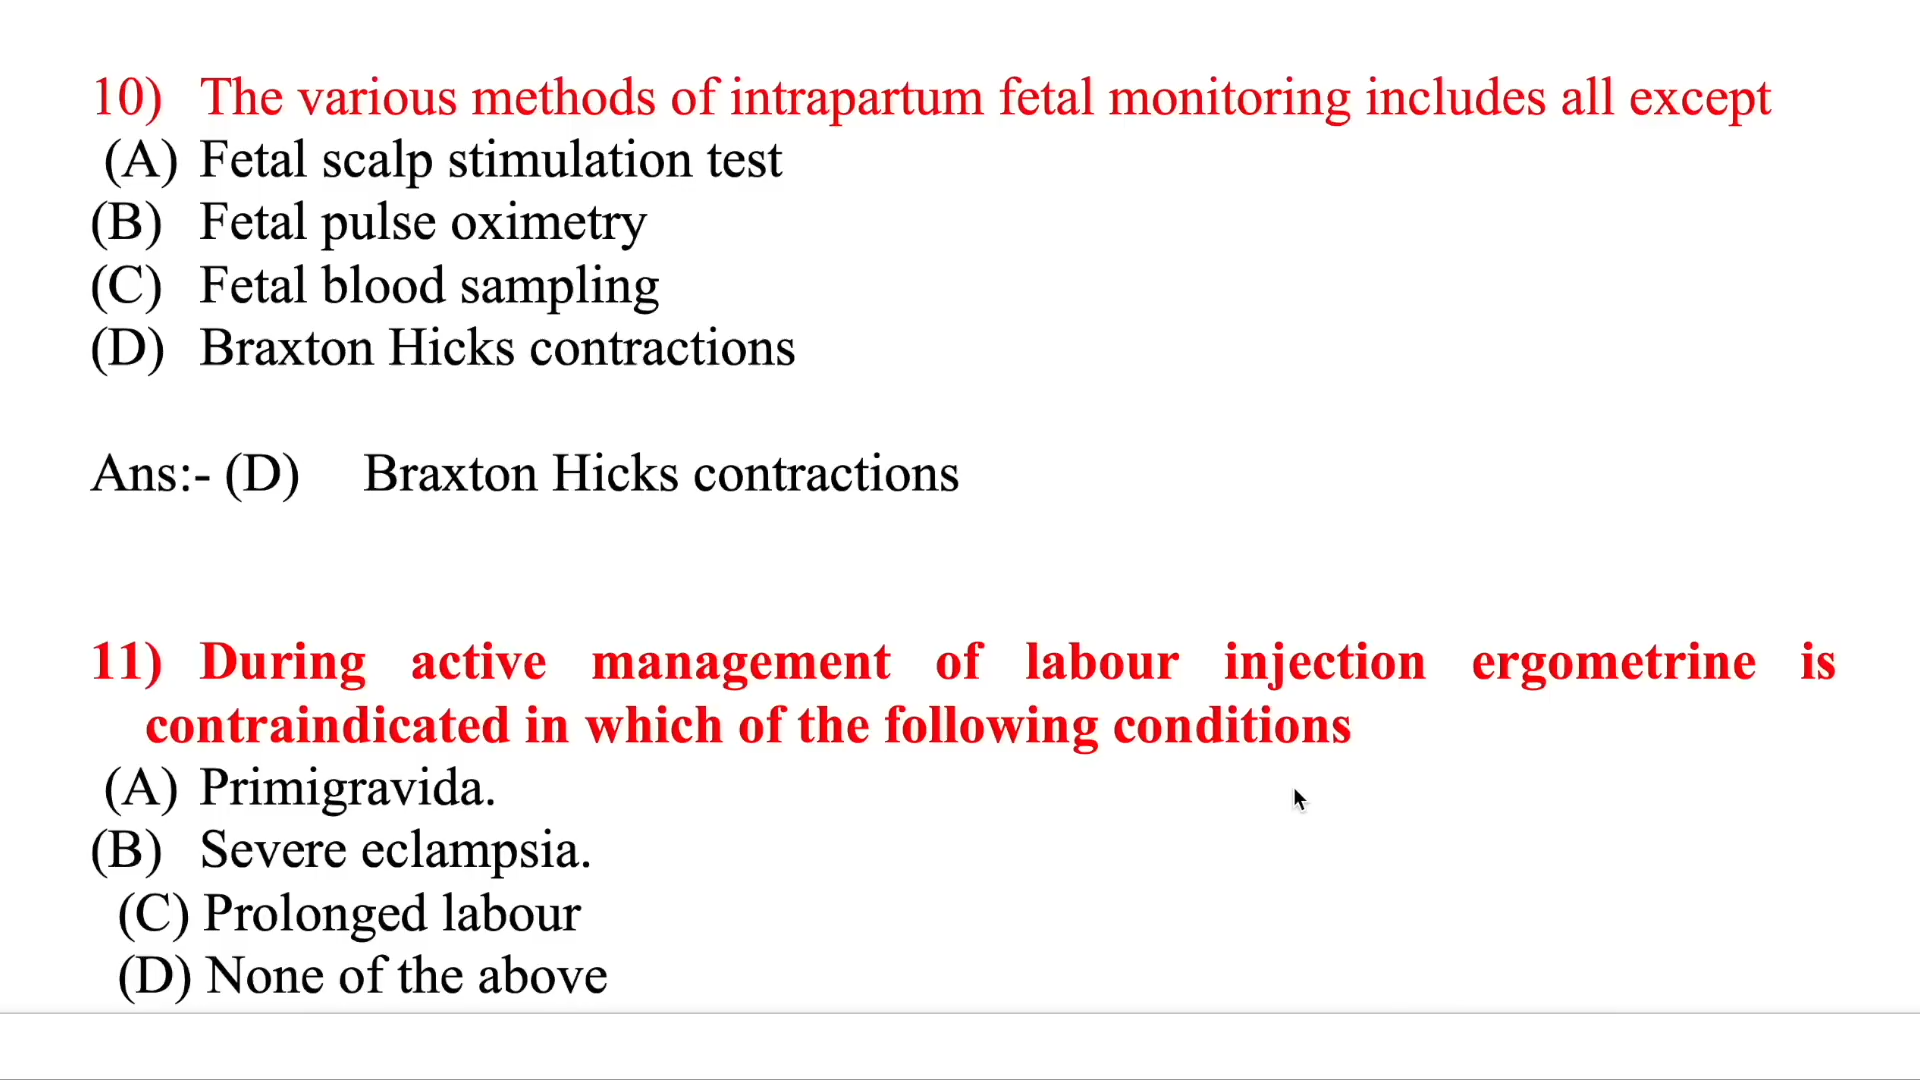 10) The various methods of intrapartum fetal monitoring includes all except
(A) Fetal scalp stimulation test
(B) Fetal pulse oximetry
(C) Fetal blood sampling
(D) Braxton Hicks contractions
Ans:- (D) Braxton Hicks contractions
11) During active management of labour injection ergometrine is
contraindicated in which of the following conditions
(A) Primigravida.
(B) Severe eclampsia.
(C) Prolonged labour
(D) None of the above